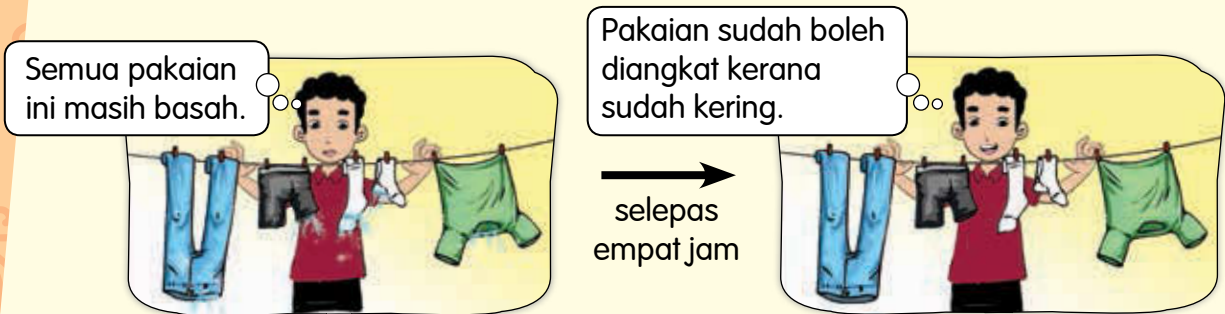 Semua pakaian
ini masih basah.
Pakaian sudah boleh
diangkat kerana
sudah kering.
selepas
empat jam